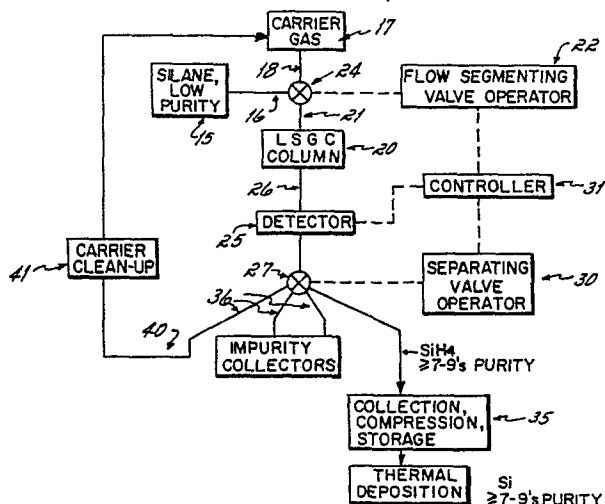 CARRIER
GAS
17
22
18
24
SILANE,
LOW
PURITY
15
16
21
FLOW SEGMENTING
VALVE OPERATOR
LSGC
COLUMN
20
26
CONTROLLER
31
DETECTOR
25
CARRIER
CLEAN-UP
41
27
SEPARATING
VALVE
OPERATOR
30
36
40
IMPURITY
COLLECTORS
SiH4,
≥7-9's PURITY
COLLECTION,
COMPRESSION,
STORAGE
35
THERMAL
DEPOSITION
Si
≥7-9's PURITY